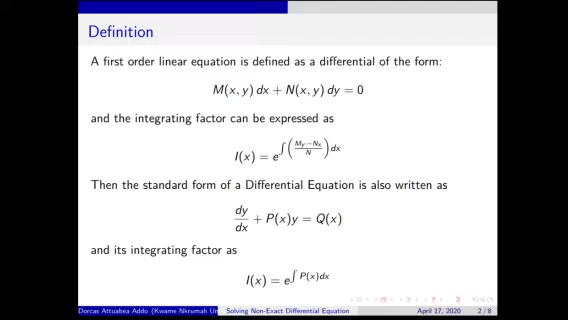 Definition
A first order linear equation is defined as a differential of the form:
M(x, y) dx + N(x, y) dy = 0
and the integrating factor can be expressed as
I(x) = e^{∫((M_y − N_x)/N)dx}
Then the standard form of a Differential Equation is also written as
dy/dx + P(x)y = Q(x)
and its integrating factor as
I(x) = e^{∫ P(x)dx}
Dorcas Attuabea Addo (Kwame Nkrumah Un Solving Non-Exact Differential Equation April 17, 2020 2 / 8